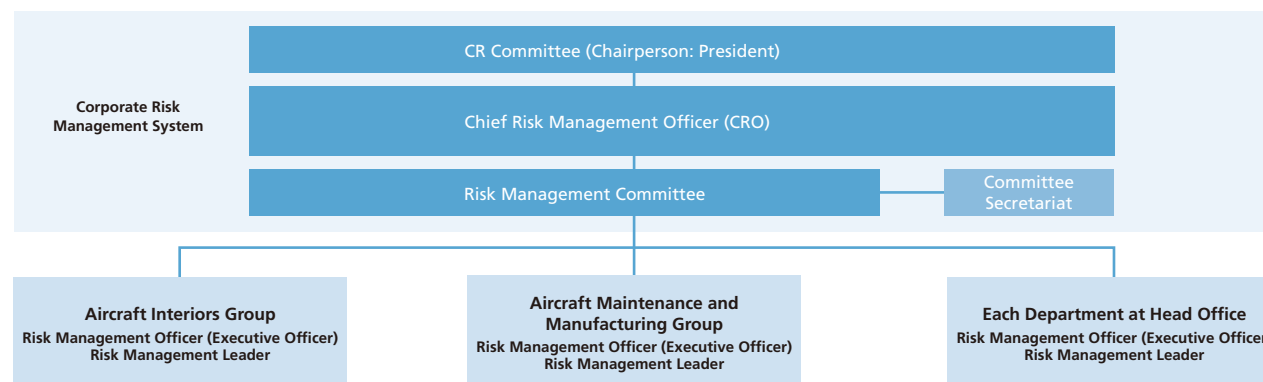 CR Committee (Chairperson: President)
Corporate Risk
Management System
Chief Risk Management Officer (CRO)
Risk Management Committee
Committee
Secretariat
Aircraft Interiors Group
Risk Management Officer (Executive Officer)
Risk Management Leader
Aircraft Maintenance and
Manufacturing Group
Risk Management Officer (Executive Officer)
Risk Management Leader
Each Department at Head Office
Risk Management Officer (Executive Officer
Risk Management Leader